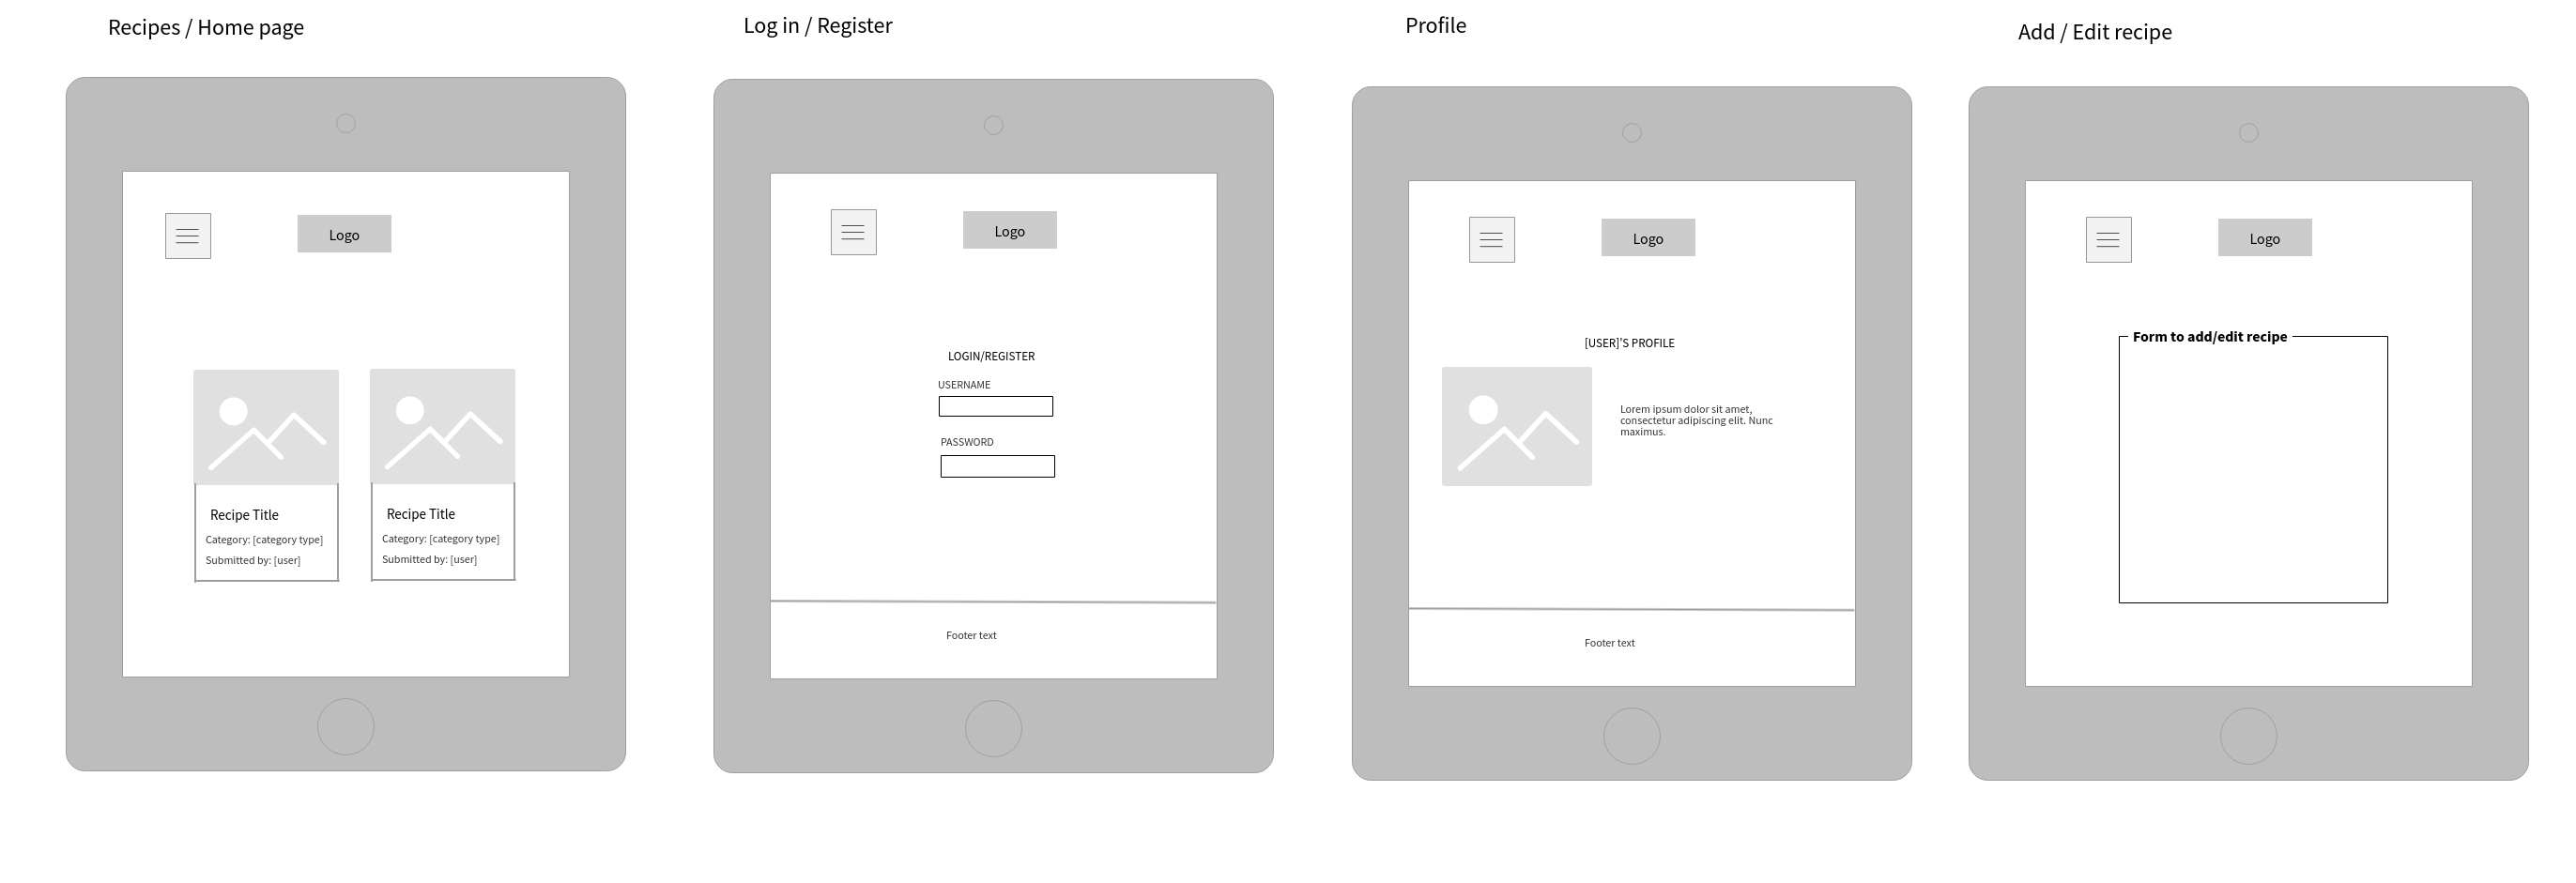 Recipes / Home page
Logo
Recipe Title
Category: [category type]
Submitted by: [user]
Recipe Title
Category: [category type]
Submitted by: [user]
Log in / Register
Logo
LOGIN/REGISTER
USERNAME
PASSWORD
Footer text
Profile
Logo
[USER]'S PROFILE
Lorem ipsum dolor sit amet,
consectetur adipiscing elit. Nunc
maximus.
Footer text
Add / Edit recipe
Logo
Form to add/edit recipe